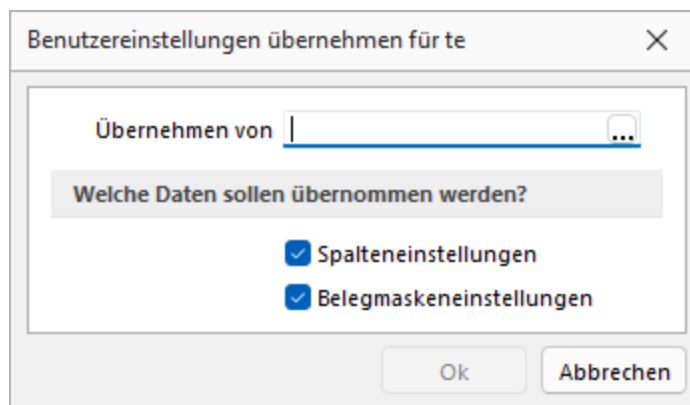 Benutzereinstellungen übernehmen für te
Übernehmen von
...
Welche Daten sollen übernommen werden?
Spalteneinstellungen
Belegmaskeneinstellungen
Ok Abbrechen